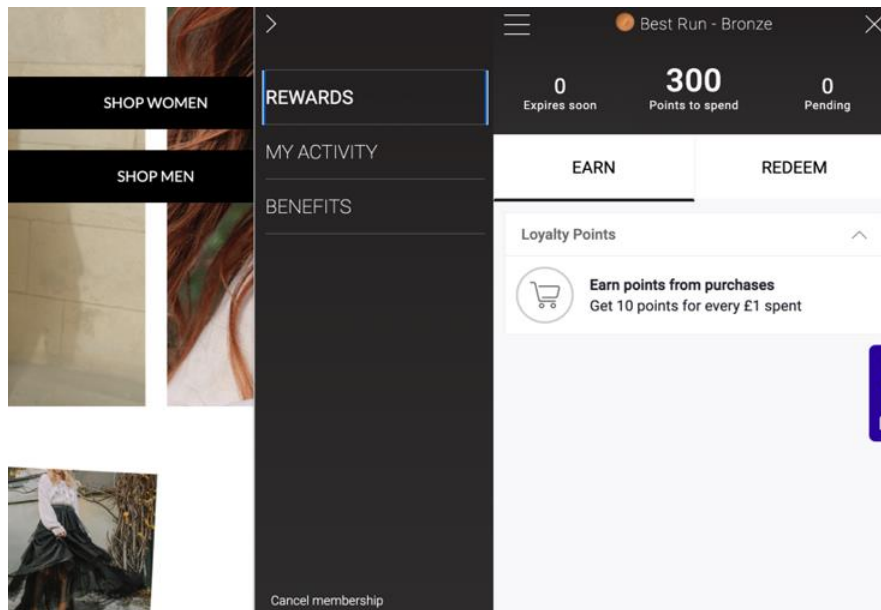 SHOP WOMEN
SHOP MEN
REWARDS
MY ACTIVITY
BENEFITS
Cancel membership
Best Run - Bronze
0
Expires soon
300
Points to spend
0
Pending
EARN
REDEEM
Loyalty Points
Earn points from purchases
Get 10 points for every £1 spent